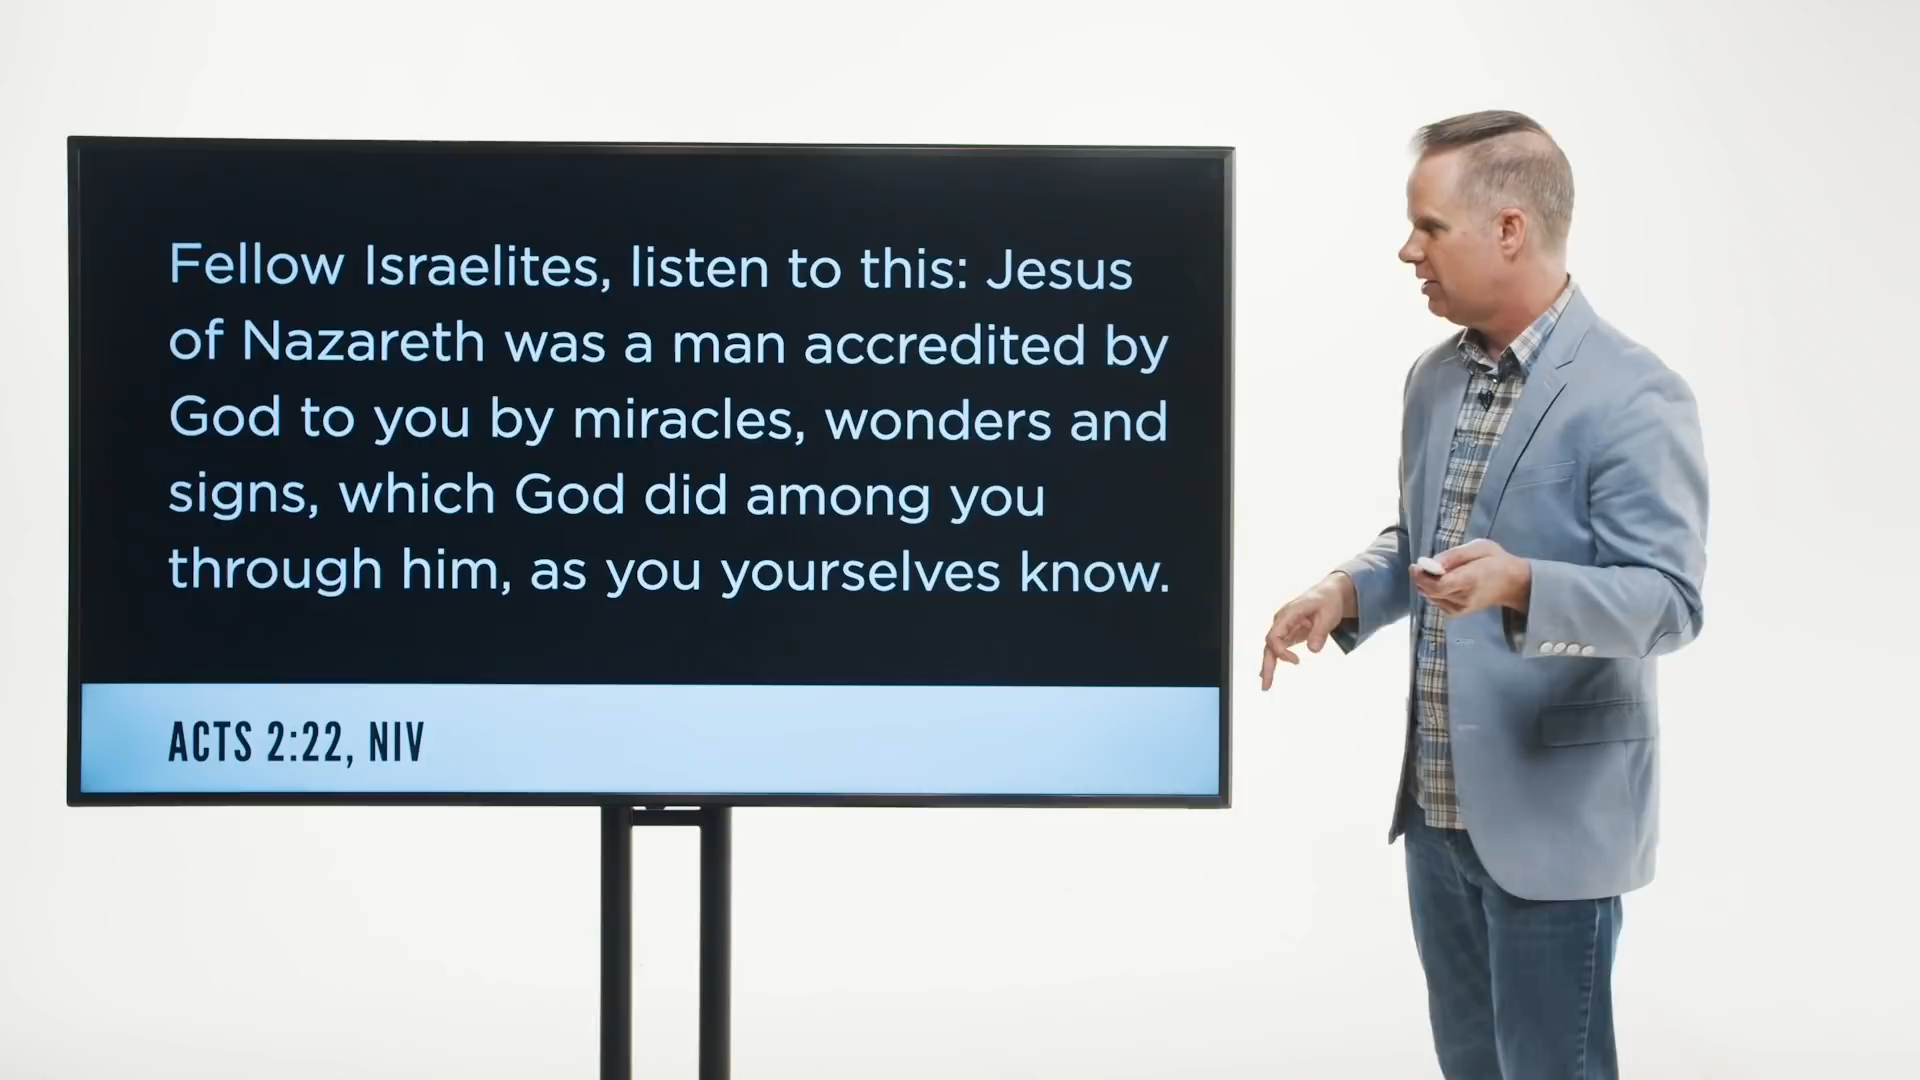 Fellow Israelites, listen to this: Jesus
of Nazareth was a man accredited by
God to you by miracles, wonders and
signs, which God did among you
through him, as you yourselves know.
ACTS 2:22, NIV